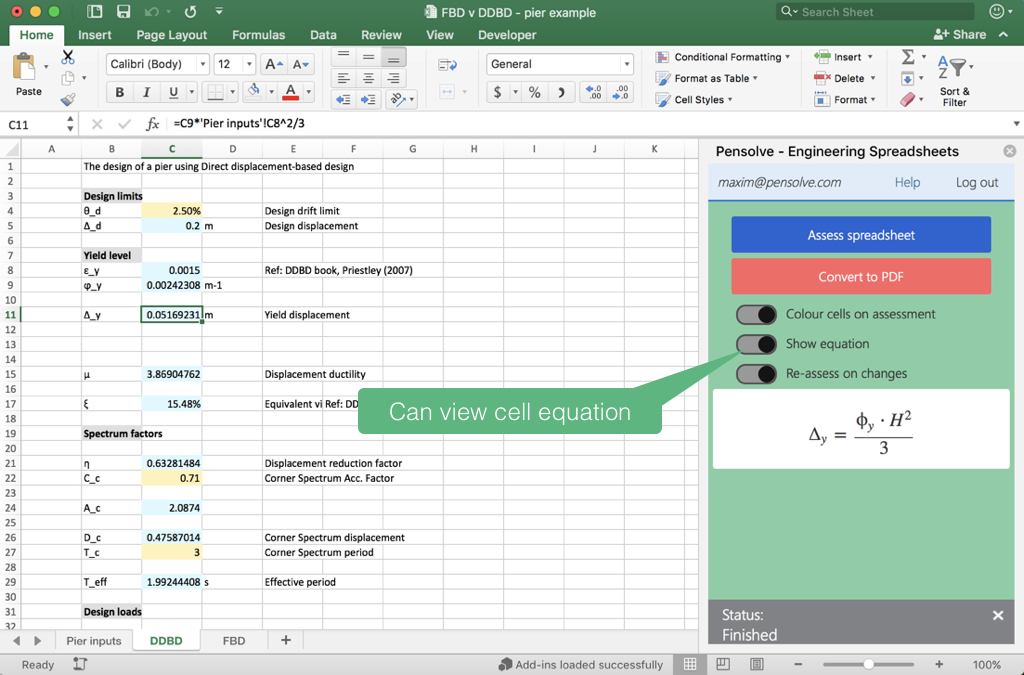 FBD v DDBD - pier example
Search Sheet
Home Insert Page Layout Formulas Data Review View Developer
Share
Paste
Calibri (Body) 12 A A
B I U A
General
$ % )
Conditional Formatting
Format as Table
Cell Styles
Insert
Delete
Format
Sort &
Filter
C11 fx =C9*'Pier inputs'!C8^2/3
A B C D E F G H I J K
1 The design of a pier using Direct displacement-based design
2
3 Design limits
4 θ_d 2.50% Design drift limit
5 Δ_d 0.2 m Design displacement
6
7 Yield level
8 ε_y 0.0015 Ref: DDBD book, Priestley (2007)
9 φ_y 0.00242308 m-1
10
11 Δ_y 0.05169231 m Yield displacement
12
13
14
15 μ 3.86904762 Displacement ductility
16
17 ξ 15.48% Equivalent vi Ref: DD
18
19 Spectrum factors
20
21 η 0.63281484 Displacement reduction factor
22 C_c 0.71 Corner Spectrum Acc. Factor
23
24 A_c 2.0874
25
26 D_c 0.47587014 Corner Spectrum displacement
27 T_c 3 Corner Spectrum period
28
29 T_eff 1.99244408 s Effective period
30
31 Design loads
32
Can view cell equation
Pensolve - Engineering Spreadsheets
maxim@pensolve.com Help Log out
Assess spreadsheet
Convert to PDF
Colour cells on assessment
Show equation
Re-assess on changes
Δy = ϕy · H² / 3
Status:
Finished
Pier inputs DDBD FBD +
Ready Add-ins loaded successfully 100%